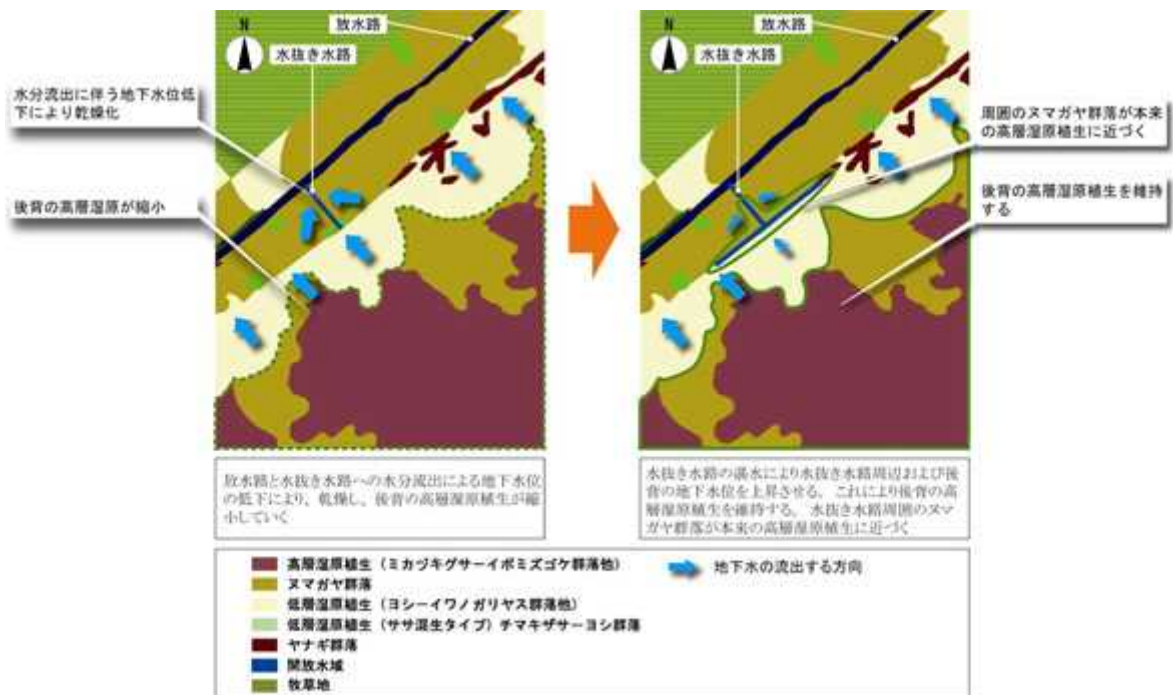 N
放水路
水抜き水路
水分流出に伴う地下水位低
下により乾燥化
後背の高層湿原が縮小
N
放水路
水抜き水路
周囲のヌマガヤ群落が本来
の高層湿原植生に近づく
後背の高層湿原植生を維持
する
放水路と水抜き水路への水分流出による地下水位
の低下により、乾燥し、後背の高層湿原植生が縮
小していく
水抜き水路の湛水により水抜き水路周辺および後
背の地下水位を上昇させる。これにより後背の高
層湿原植生を維持する。水抜き水路周囲のヌマ
ガヤ群落が本来の高層湿原植生に近づく
高層湿原植生（ミカヅキグサーイボミズゴケ群落他）
ヌマガヤ群落
低層湿原植生（ヨシーイワノガリヤス群落他）
低層湿原植生（ササ混生タイプ）チマキザサーヨシ群落
ヤナギ群落
開放水域
牧草地
地下水の流出する方向